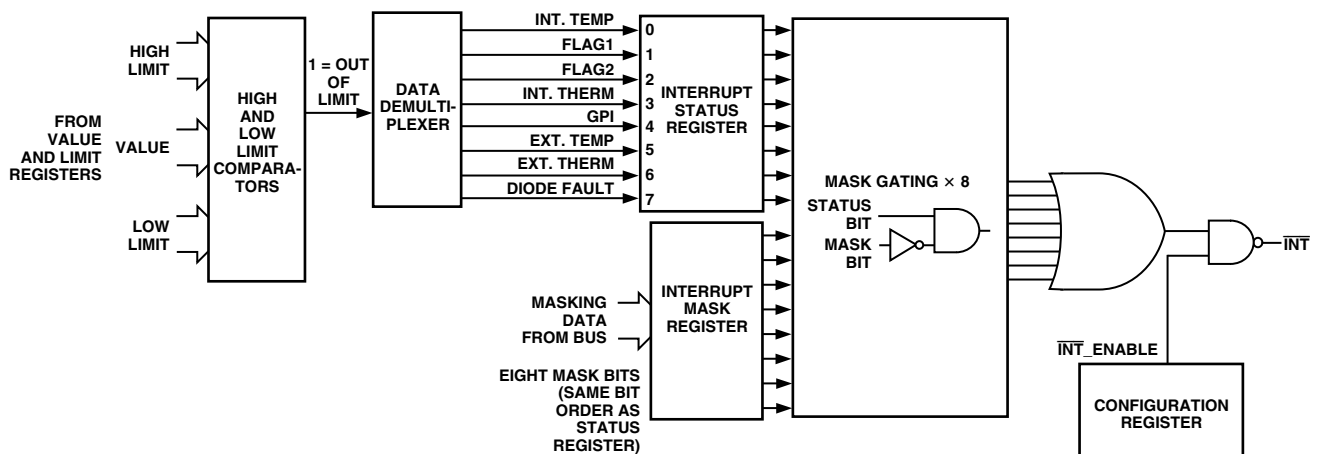 HIGH
LIMIT
FROM
VALUE
AND LIMIT
REGISTERS
VALUE
LOW
LIMIT
HIGH
AND
LOW
LIMIT
COMPARA-
TORS
1 = OUT
OF
LIMIT
DATA
DEMULTI-
PLEXER
INT. TEMP
FLAG1
FLAG2
INT. THERM
GPI
EXT. TEMP
EXT. THERM
DIODE FAULT
0
1
2
3
4
5
6
7
INTERRUPT
STATUS
REGISTER
MASKING
DATA
FROM BUS
EIGHT MASK BITS
(SAME BIT
ORDER AS
STATUS
REGISTER)
INTERRUPT
MASK
REGISTER
MASK GATING × 8
STATUS
BIT
MASK
BIT
I̅N̅T̅
I̅N̅T̅_ENABLE
CONFIGURATION
REGISTER